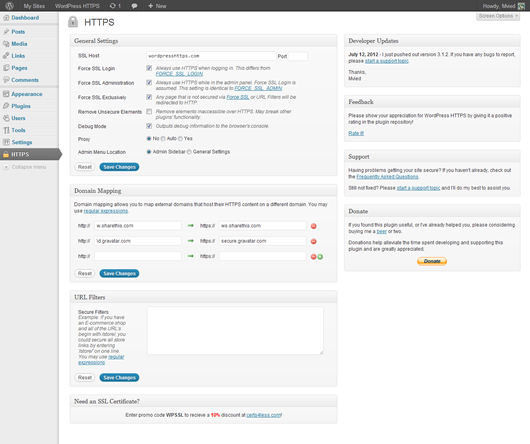 My Sites WordPress HTTPS 1 + New Howdy, Mvied
Screen Options
Dashboard
Posts
Media
Links
Pages
Comments
Appearance
Plugins
Users
Tools
Settings
HTTPS
Collapse menu
HTTPS
General Settings
SSL Host wordpresshttps.com Port
Force SSL Login Always use HTTPS when logging in. This differs from
FORCE_SSL_LOGIN
Force SSL Administration Always use HTTPS while in the admin panel. Force SSL Login is
assumed. This setting is identical to FORCE_SSL_ADMIN.
Force SSL Exclusively Any page that is not secured via Force SSL or URL Filters will be
redirected to HTTP.
Remove Unsecure Elements Remove elements inaccessible over HTTPS. May break other
plugins' functionality.
Debug Mode Outputs debug information to the browser's console.
Proxy No Auto Yes
Admin Menu Location Admin Sidebar General Settings
Reset Save Changes
Domain Mapping
Domain mapping allows you to map external domains that host their HTTPS content on a different domain. You may
use regular expressions.
http:// w.sharethis.com https:// ws.sharethis.com
http:// \d.gravatar.com https:// secure.gravatar.com
http:// https://
Reset Save Changes
URL Filters
Secure Filters
Example: If you have
an E-commerce shop
and all of the URL's
begin with /store/, you
could secure all store
links by entering
'/store/' on one line.
You may use regular
expressions.
Reset Save Changes
Need an SSL Certificate?
Enter promo code WPSSL to recieve a 10% discount at certs4less.com!
Developer Updates
July 12, 2012 - I just pushed out version 3.1.2. If you have any bugs to report,
please start a support topic.
Thanks,
Mvied
Feedback
Please show your appreciation for WordPress HTTPS by giving it a positive
rating in the plugin repository!
Rate it!
Support
Having problems getting your site secure? If you haven't already, check out
the Frequently Asked Questions.
Still not fixed? Please start a support topic and I'll do my best to assist you.
Donate
If you found this plugin useful, or I've already helped you, please considering
buying me a beer or two.
Donations help alleviate the time spent developing and supporting this
plugin and are greatly appreciated.
Donate